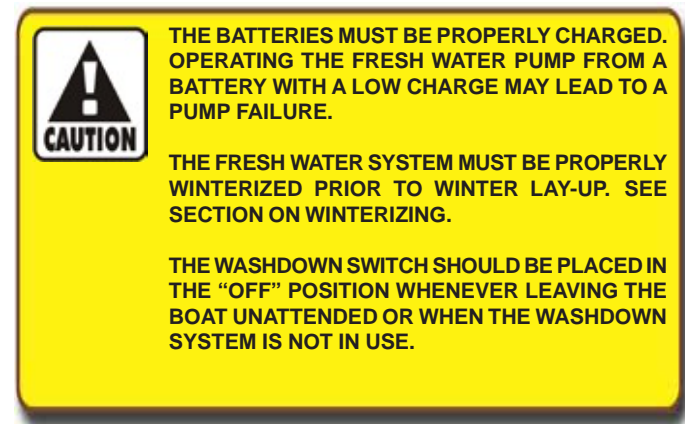 CAUTION
THE BATTERIES MUST BE PROPERLY CHARGED.
OPERATING THE FRESH WATER PUMP FROM A
BATTERY WITH A LOW CHARGE MAY LEAD TO A
PUMP FAILURE.
THE FRESH WATER SYSTEM MUST BE PROPERLY
WINTERIZED PRIOR TO WINTER LAY-UP. SEE
SECTION ON WINTERIZING.
THE WASHDOWN SWITCH SHOULD BE PLACED IN
THE “OFF” POSITION WHENEVER LEAVING THE
BOAT UNATTENDED OR WHEN THE WASHDOWN
SYSTEM IS NOT IN USE.